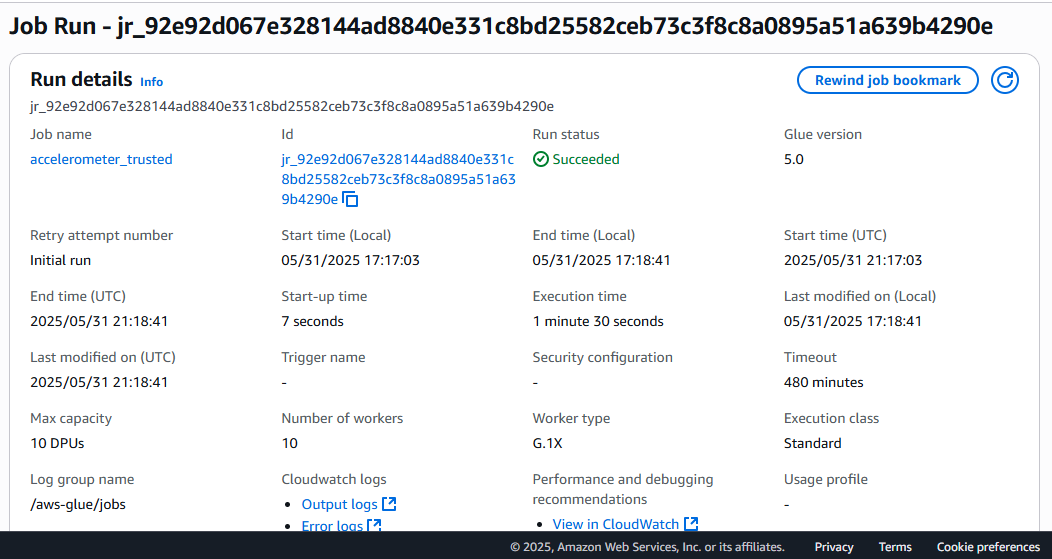 Job Run - jr_92e92d067e328144ad8840e331c8bd25582ceb73c3f8c8a0895a51a639b4290e
Run details Info
Rewind job bookmark
jr_92e92d067e328144ad8840e331c8bd25582ceb73c3f8c8a0895a51a639b4290e
Job name
accelerometer_trusted
Id
jr_92e92d067e328144ad8840e331c
8bd25582ceb73c3f8c8a0895a51a63
9b4290e
Run status
Succeeded
Glue version
5.0
Retry attempt number
Initial run
Start time (Local)
05/31/2025 17:17:03
End time (Local)
05/31/2025 17:18:41
Start time (UTC)
2025/05/31 21:17:03
End time (UTC)
2025/05/31 21:18:41
Start-up time
7 seconds
Execution time
1 minute 30 seconds
Last modified on (Local)
05/31/2025 17:18:41
Last modified on (UTC)
2025/05/31 21:18:41
Trigger name
-
Security configuration
-
Timeout
480 minutes
Max capacity
10 DPUs
Number of workers
10
Worker type
G.1X
Execution class
Standard
Log group name
/aws-glue/jobs
Cloudwatch logs
• Output logs
• Error logs
Performance and debugging
recommendations
• View in CloudWatch
Usage profile
-
© 2025, Amazon Web Services, Inc. or its affiliates.
Privacy
Terms
Cookie preferences